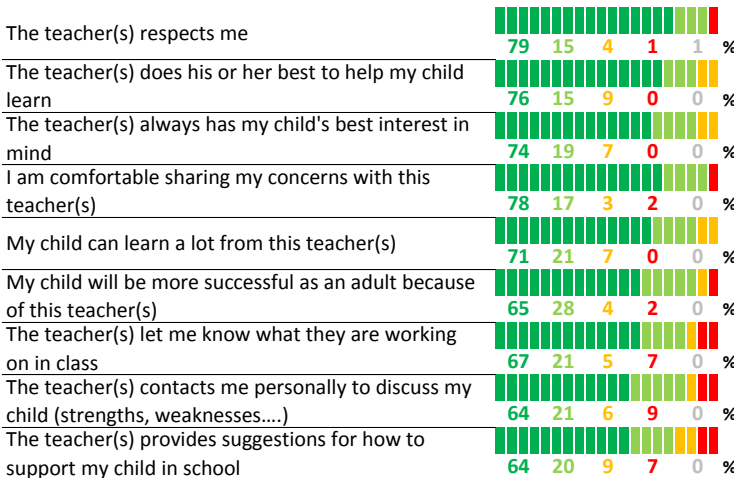 The teacher(s) respects me
79 15 4 1 1 %
The teacher(s) does his or her best to help my child
learn
76 15 9 0 0 %
The teacher(s) always has my child's best interest in
mind
74 19 7 0 0 %
I am comfortable sharing my concerns with this
teacher(s)
78 17 3 2 0 %
My child can learn a lot from this teacher(s)
71 21 7 0 0 %
My child will be more successful as an adult because
of this teacher(s)
65 28 4 2 0 %
The teacher(s) let me know what they are working
on in class
67 21 5 7 0 %
The teacher(s) contacts me personally to discuss my
child (strengths, weaknesses....)
64 21 6 9 0 %
The teacher(s) provides suggestions for how to
support my child in school
64 20 9 7 0 %